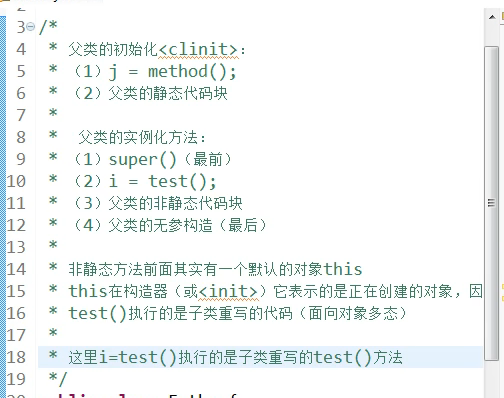 3 /*
4 * 父类的初始化<clinit>:
5 * （1）j = method();
6 * （2）父类的静态代码块
7 *
8 *  父类的实例化方法:
9 * （1）super()（最前）
10 * （2）i = test();
11 * （3）父类的非静态代码块
12 * （4）父类的无参构造（最后）
13 *
14 * 非静态方法前面其实有一个默认的对象this
15 * this在构造器（或<init>）它表示的是正在创建的对象，因
16 * test()执行的是子类重写的代码（面向对象多态）
17 *
18 * 这里i=test()执行的是子类重写的test()方法
19 */